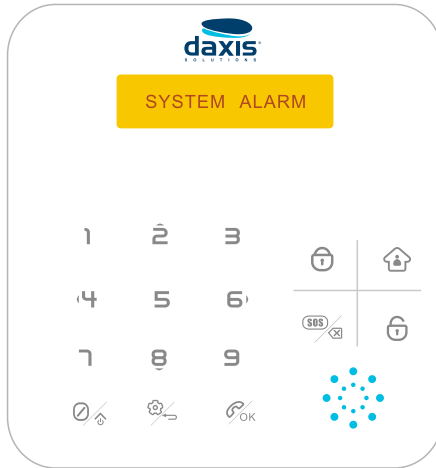 daxis
SOLUTIONS
SYSTEM ALARM
1 2 3
4 5 6
SOS
7 8 9
0 OK